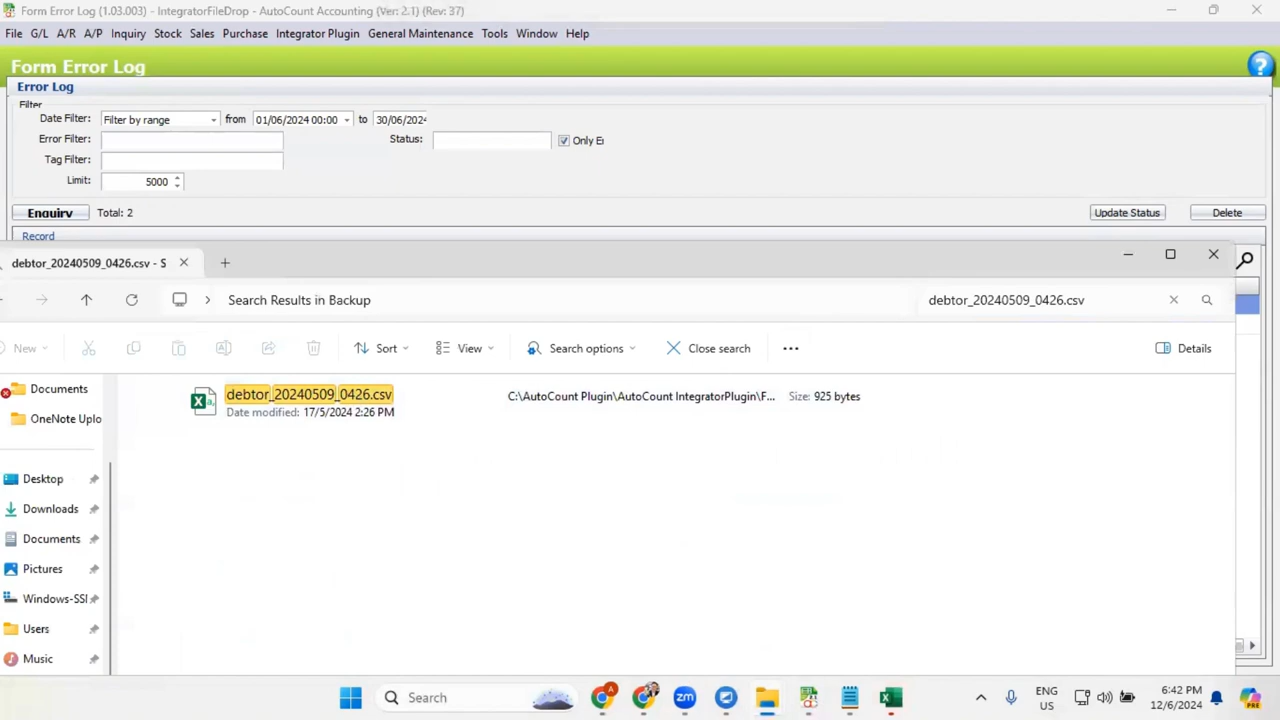 Form Error Log (1.03.003) - IntegratorFileDrop - AutoCount Accounting (Ver: 2.1) (Rev: 37)
File G/L A/R A/P Inquiry Stock Sales Purchase Integrator Plugin General Maintenance Tools Window Help
Form Error Log
?
Error Log
Filter
Date Filter: Filter by range from 01/06/2024 00:00 to 30/06/2024
Error Filter: Status: Only Er
Tag Filter:
Limit: 5000
Enquiry Total: 2 Update Status Delete
Record
debtor_20240509_0426.csv - S
Search Results in Backup debtor_20240509_0426.csv
New Sort View Search options Close search Details
Documents
OneNote Uplo
debtor_20240509_0426.csv C:\AutoCount Plugin\AutoCount IntegratorPlugin\F... Size: 925 bytes
Date modified: 17/5/2024 2:26 PM
Desktop
Downloads
Documents
Pictures
Windows-SSI
Users
Music
Search
ENG
US
6:42 PM
12/6/2024